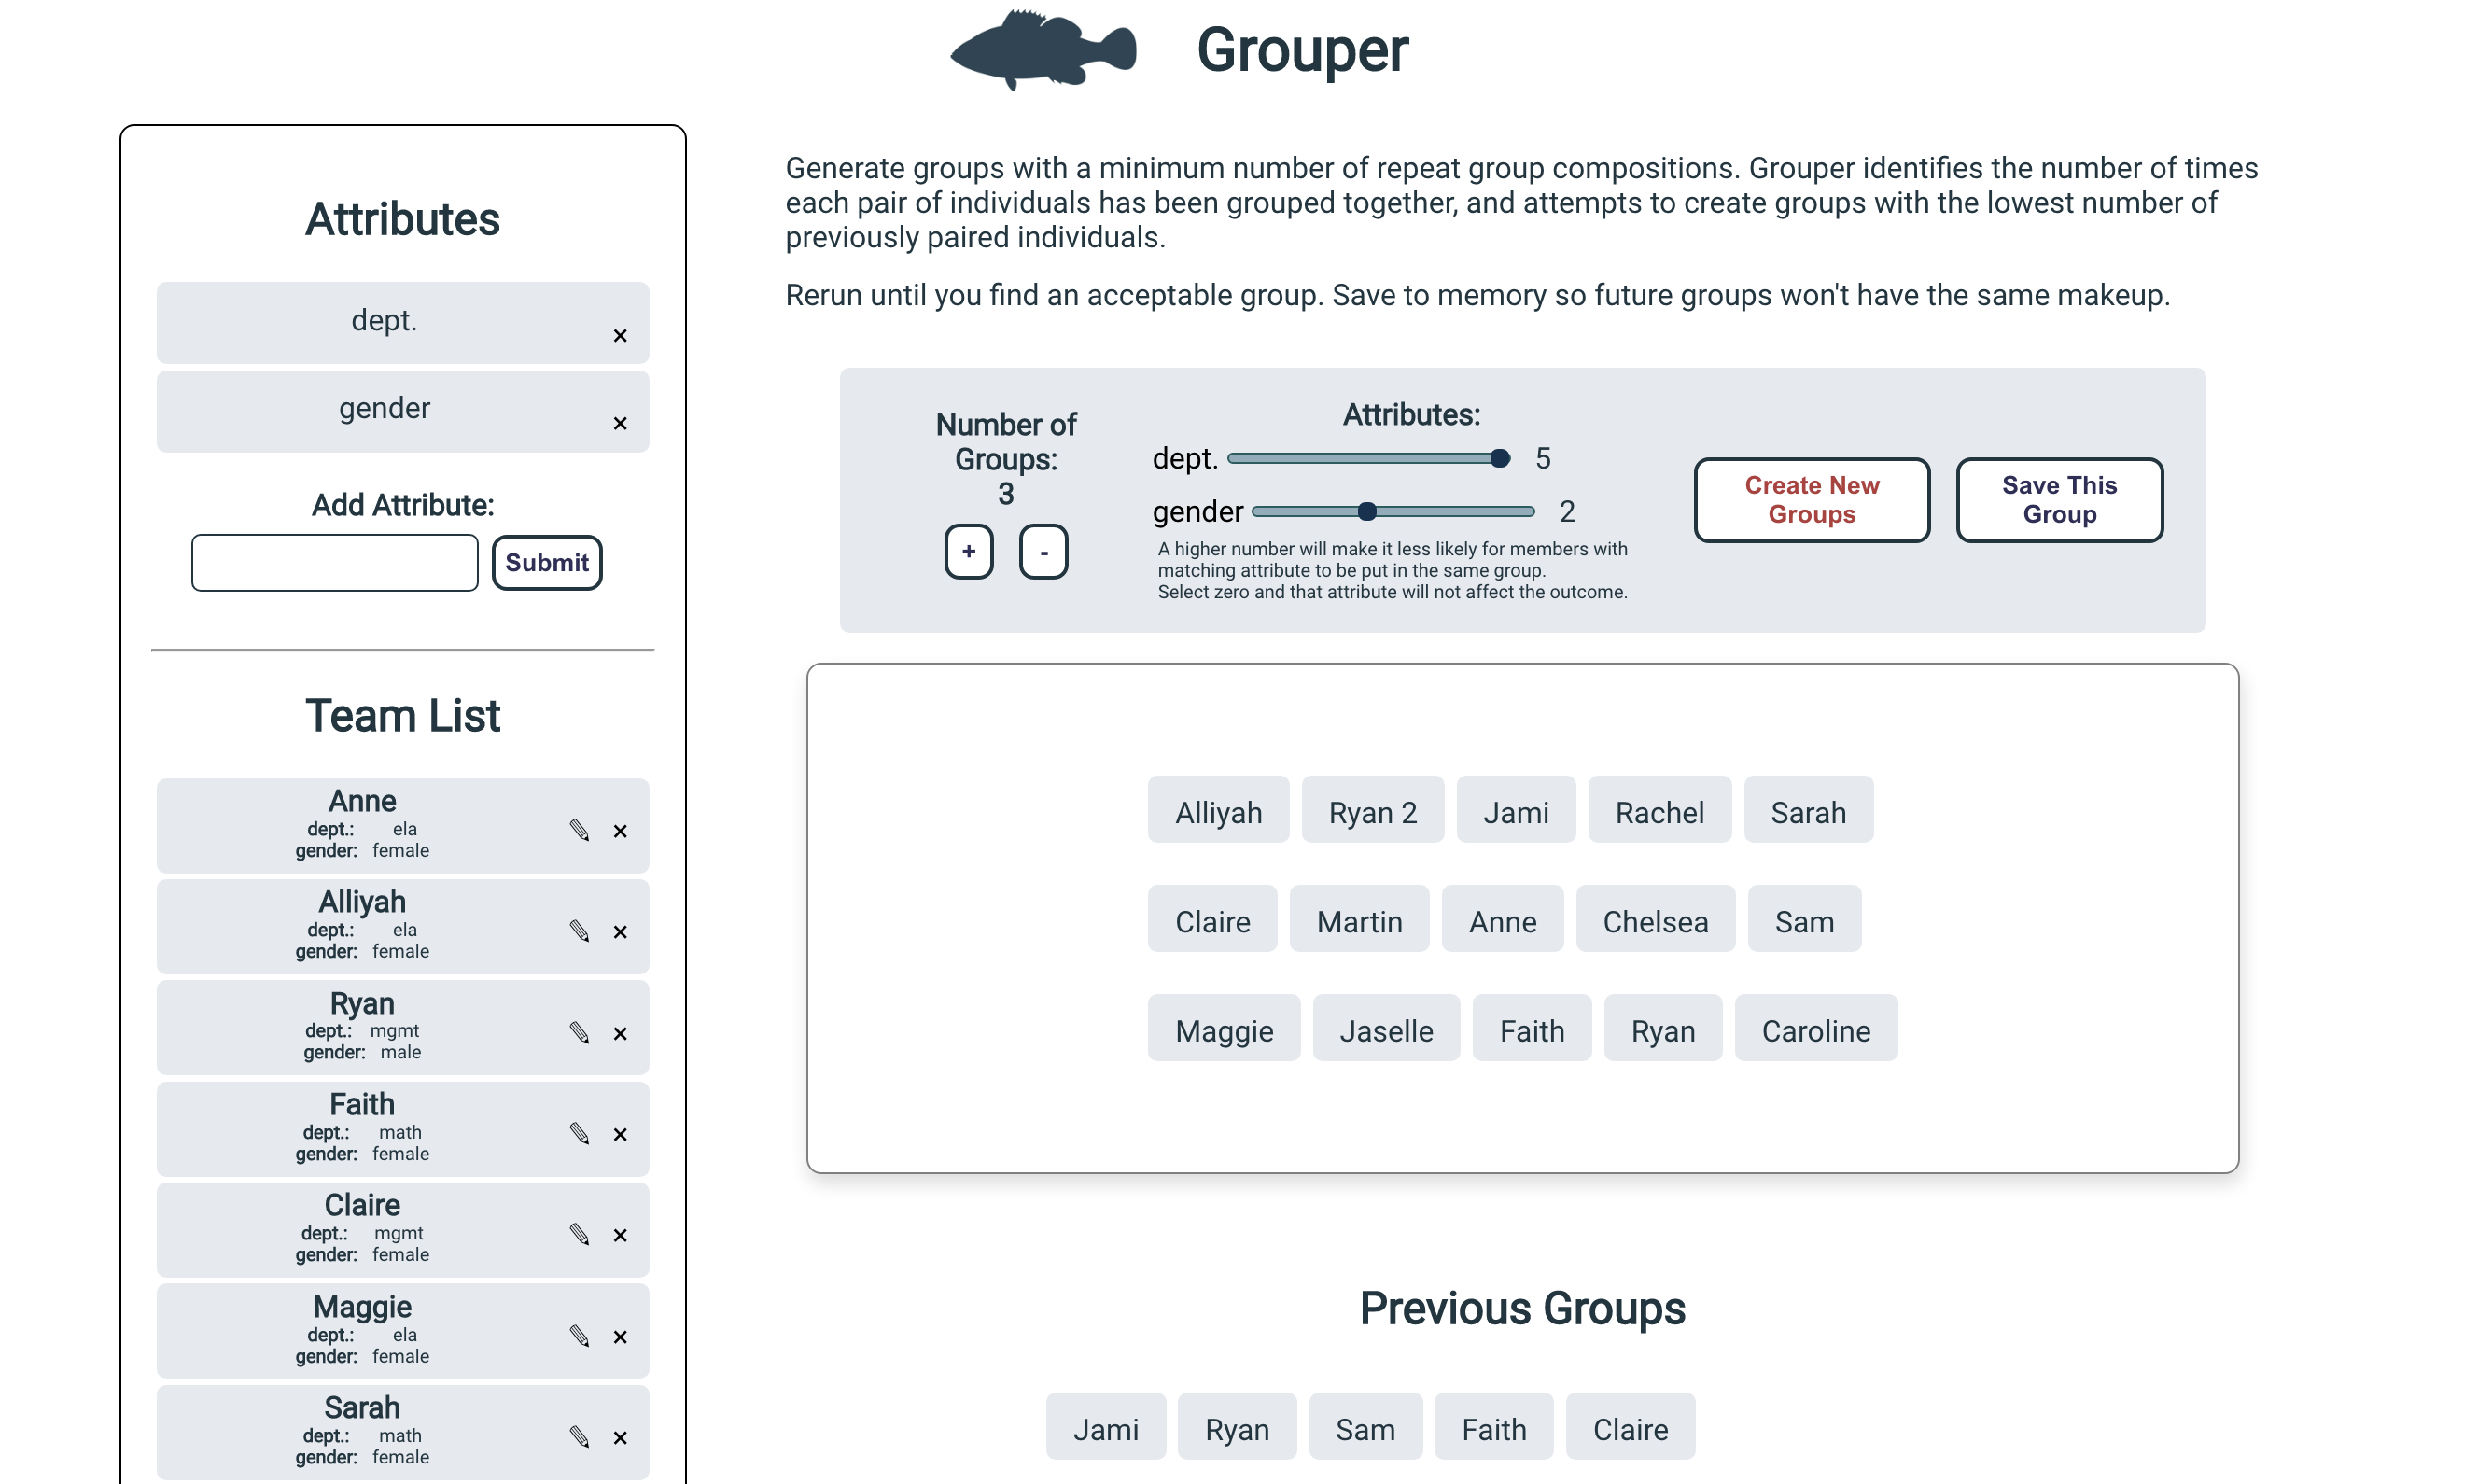 Grouper
Attributes
dept.
×
gender
×
Add Attribute:
Submit
Team List
Anne
dept.: ela
gender: female
✎ ×
Alliyah
dept.: ela
gender: female
✎ ×
Ryan
dept.: mgmt
gender: male
✎ ×
Faith
dept.: math
gender: female
✎ ×
Claire
dept.: mgmt
gender: female
✎ ×
Maggie
dept.: ela
gender: female
✎ ×
Sarah
dept.: math
gender: female
✎ ×
Generate groups with a minimum number of repeat group compositions. Grouper identifies the number of times
each pair of individuals has been grouped together, and attempts to create groups with the lowest number of
previously paired individuals.
Rerun until you find an acceptable group. Save to memory so future groups won't have the same makeup.
Number of
Groups:
3
+ -
Attributes:
dept. 5
gender 2
A higher number will make it less likely for members with
matching attribute to be put in the same group.
Select zero and that attribute will not affect the outcome.
Create New
Groups
Save This
Group
Alliyah Ryan 2 Jami Rachel Sarah
Claire Martin Anne Chelsea Sam
Maggie Jaselle Faith Ryan Caroline
Previous Groups
Jami Ryan Sam Faith Claire